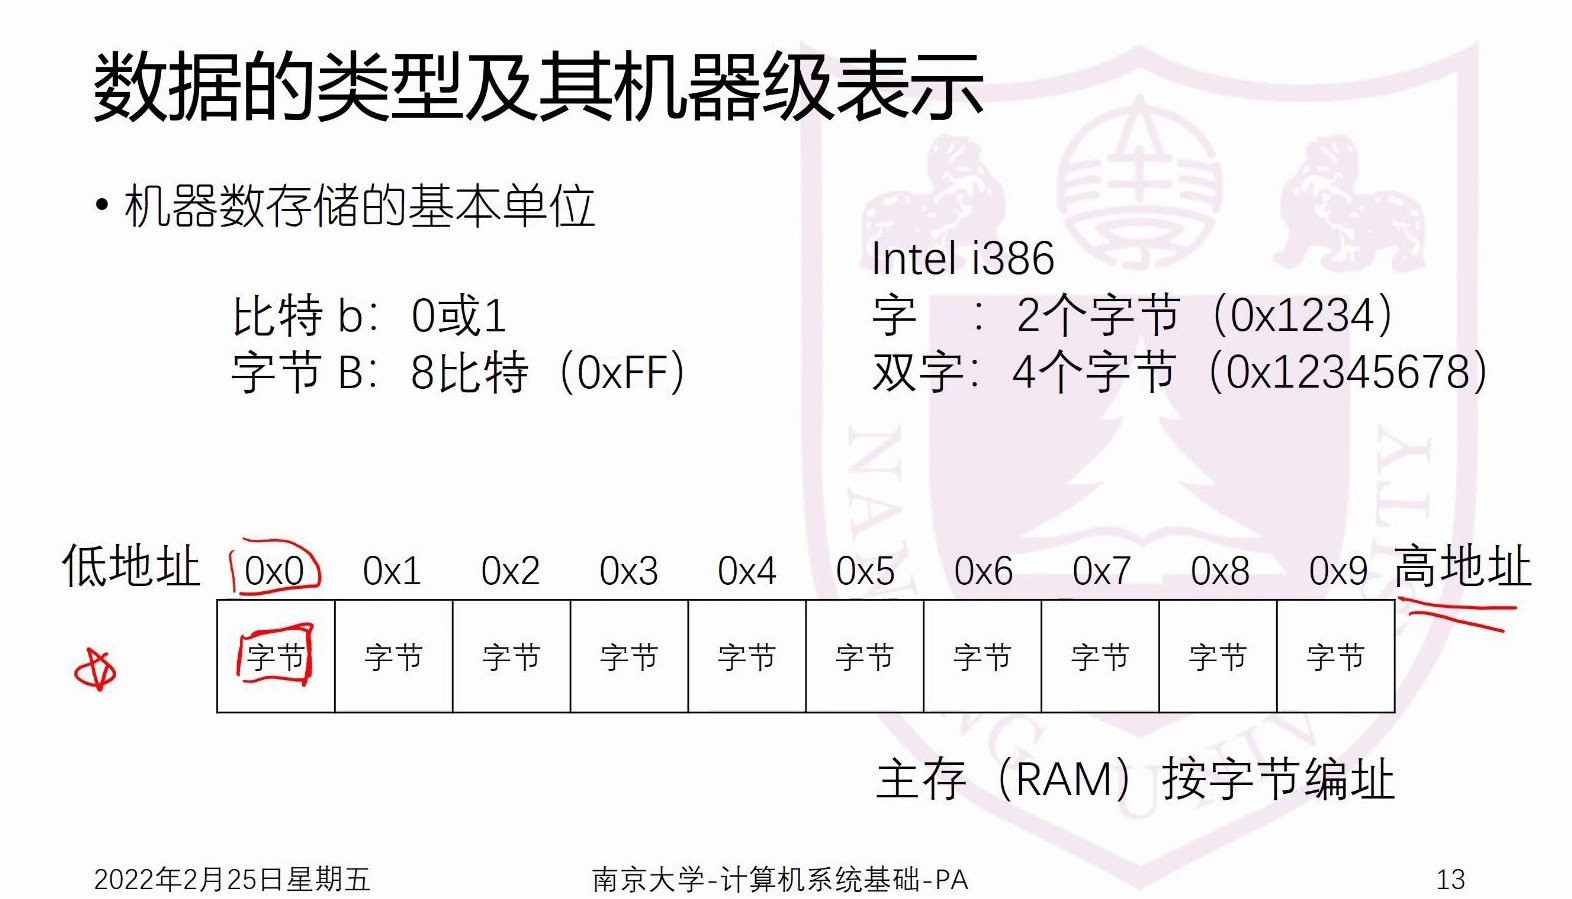 数据的类型及其机器级表示
• 机器数存储的基本单位
比特 b： 0或1
字节 B： 8比特（0xFF）
Intel i386
字 ： 2个字节（0x1234）
双字： 4个字节（0x12345678）
低地址 0x0 0x1 0x2 0x3 0x4 0x5 0x6 0x7 0x8 0x9 高地址
字节 字节 字节 字节 字节 字节 字节 字节 字节 字节
主存（RAM）按字节编址
2022年2月25日星期五 南京大学-计算机系统基础-PA 13